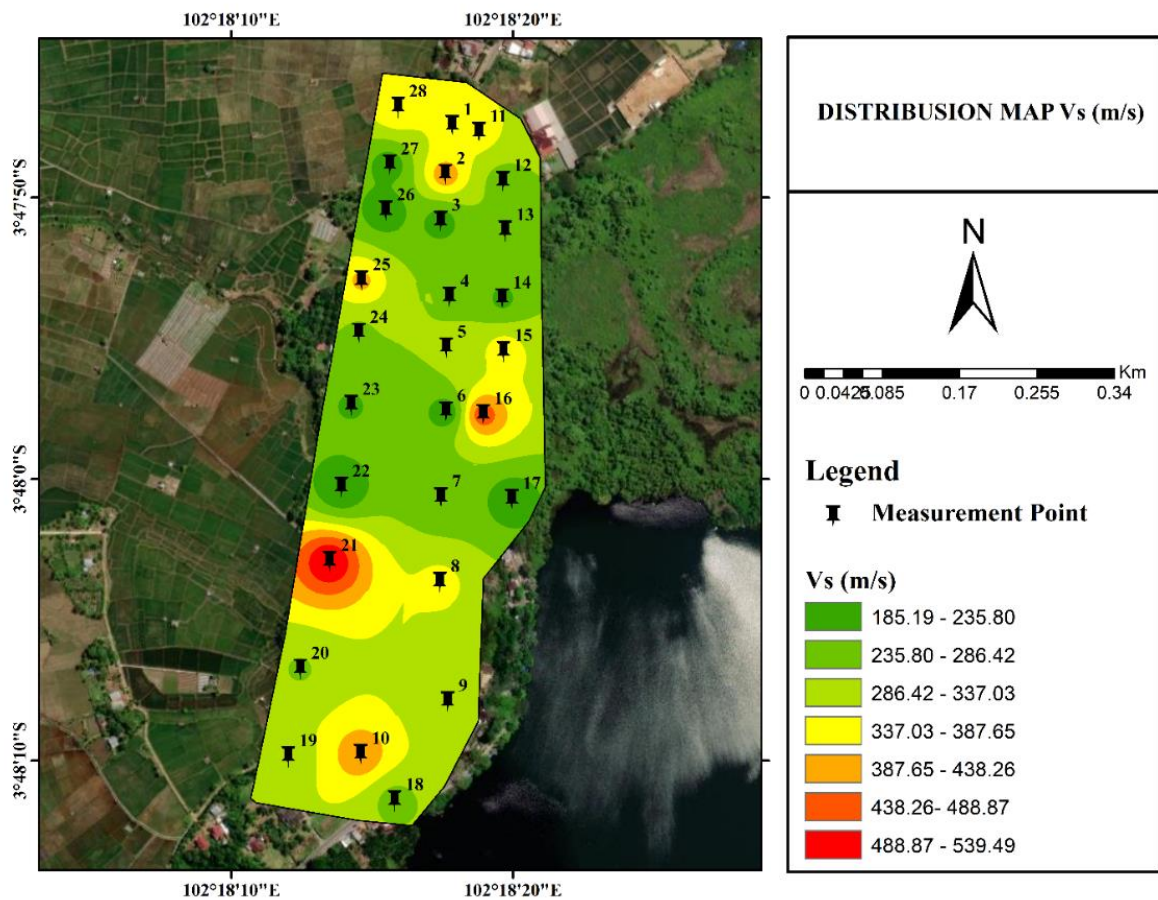 102°18'10"E 102°18'20"E
28
1
11
27
2
12
26
3
13
25
4
14
24
5
15
23
6
16
22
7
17
21
8
20
9
19
10
18
3°47'50"S
3°48'0"S
3°48'10"S
102°18'10"E 102°18'20"E
DISTRIBUSION MAP Vs (m/s)
N
Km
0 0.0425 0.085 0.17 0.255 0.34
Legend
Measurement Point
Vs (m/s)
185.19 - 235.80
235.80 - 286.42
286.42 - 337.03
337.03 - 387.65
387.65 - 438.26
438.26- 488.87
488.87 - 539.49